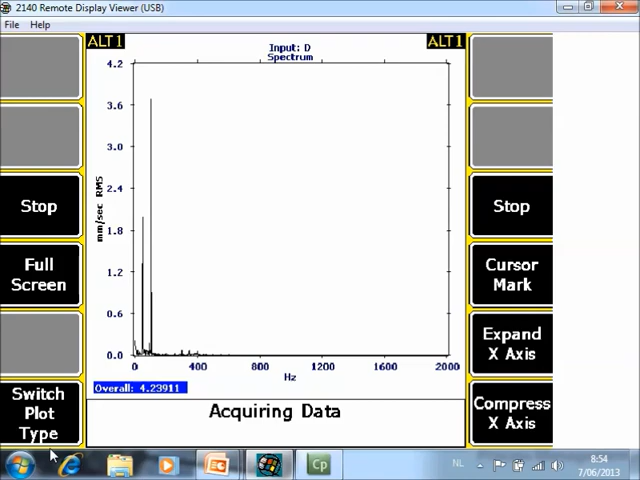 2140 Remote Display Viewer (USB)
File Help
ALT1
ALT1
Input: D
Spectrum
4.2
3.6
3.0
2.4
1.8
1.2
0.6
0.0
mm/sec RMS
0 400 800 1200 1600 2000
Hz
Overall: 4.23911
Acquiring Data
Stop
Full
Screen
Switch
Plot
Type
Stop
Cursor
Mark
Expand
X Axis
Compress
X Axis
Cp
NL
8:54
7/06/2013